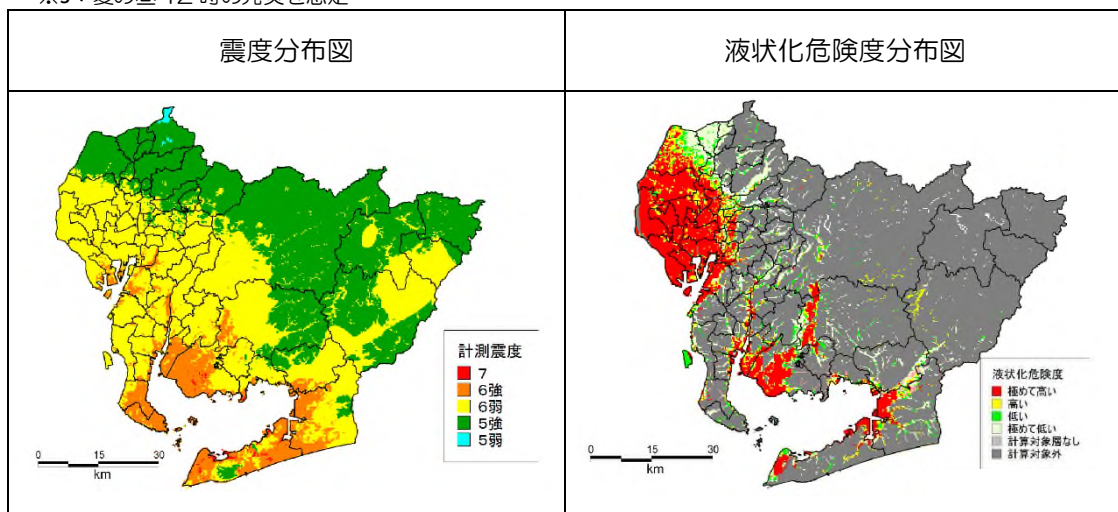 震度分布図
液状化危険度分布図
計測震度
7
6強
6弱
5強
5弱
0 15 30
km
液状化危険度
極めて高い
高い
低い
極めて低い
計算対象層なし
計算対象外
0 15 30
km